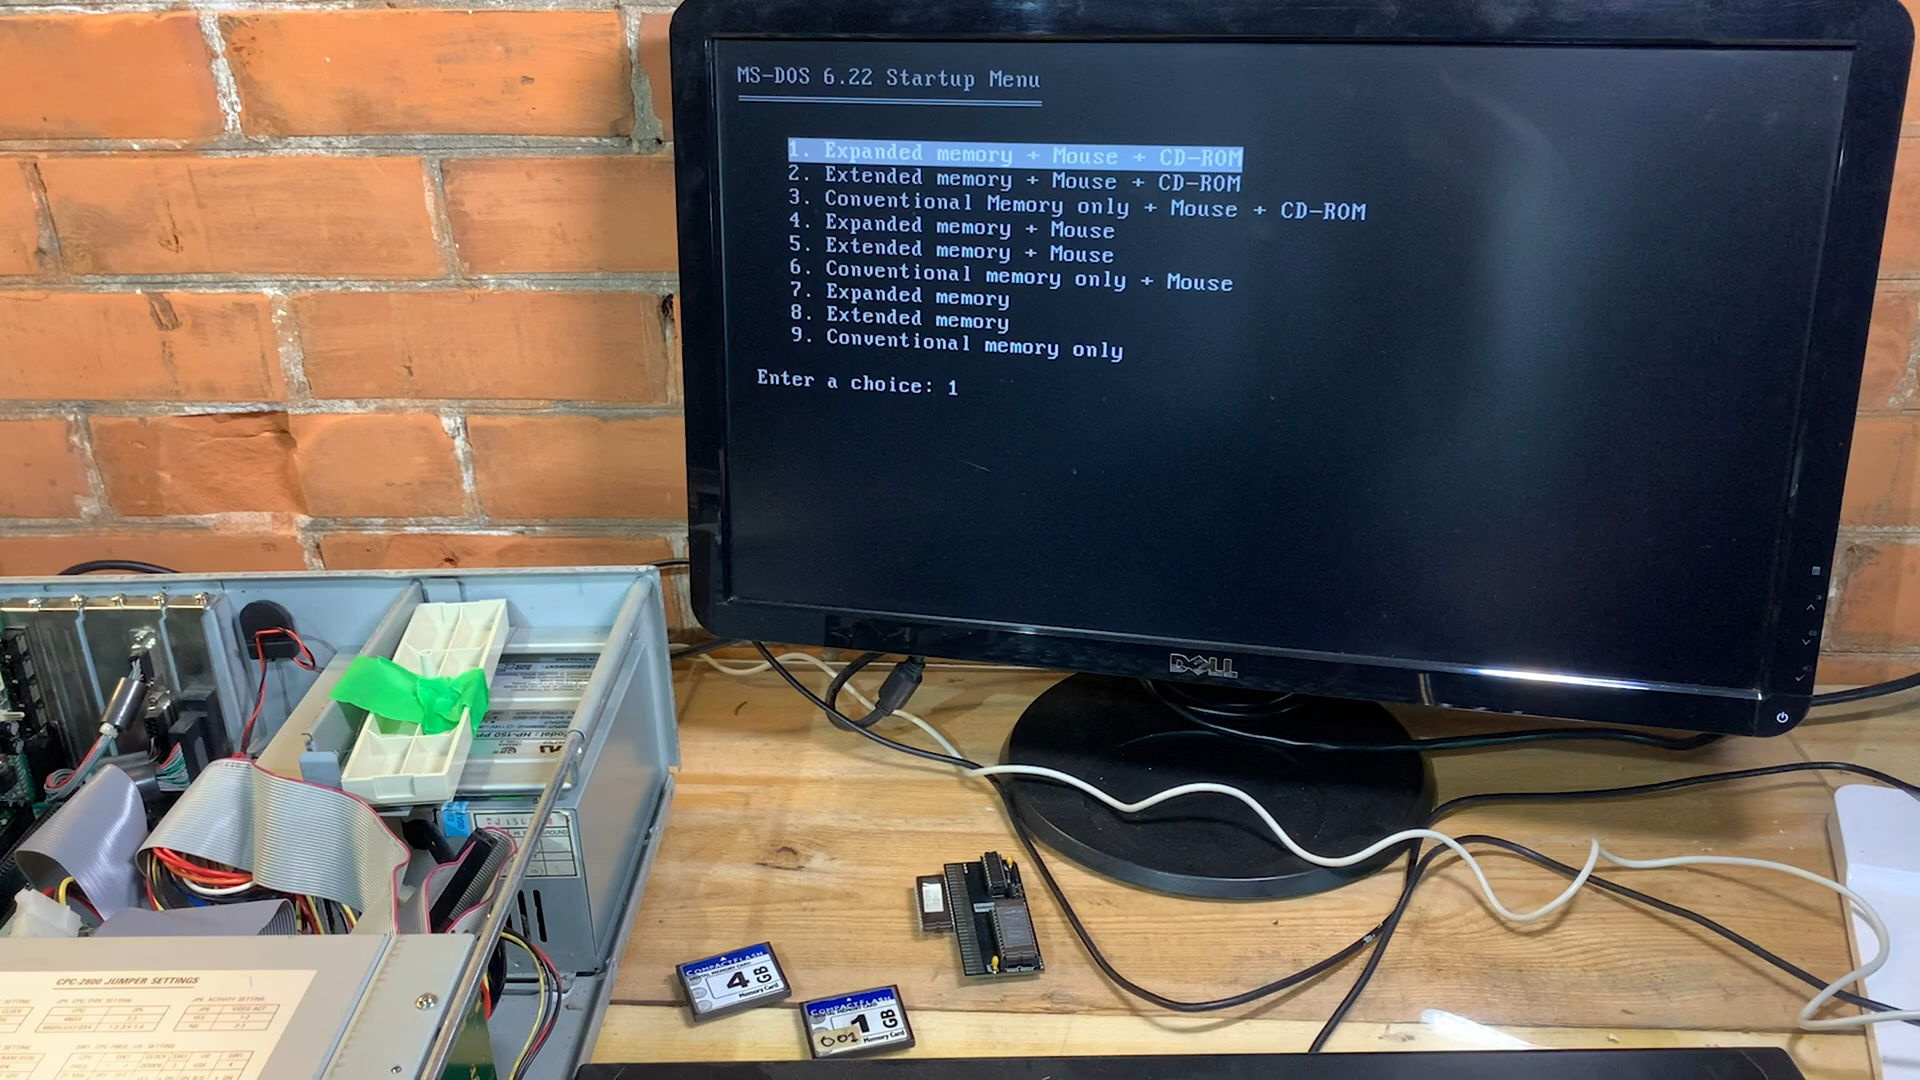 MS-DOS 6.22 Startup Menu
1. Expanded memory + Mouse + CD-ROM
2. Extended memory + Mouse + CD-ROM
3. Conventional Memory only + Mouse + CD-ROM
4. Expanded memory + Mouse
5. Extended memory + Mouse
6. Conventional memory only + Mouse
7. Expanded memory
8. Extended memory
9. Conventional memory only
Enter a choice: 1
DELL
COMPACTFLASH
4 GB
Memory Card
COMPACTFLASH
1 GB
001
Memory Card
CPC-2800 JUMPER SETTINGS